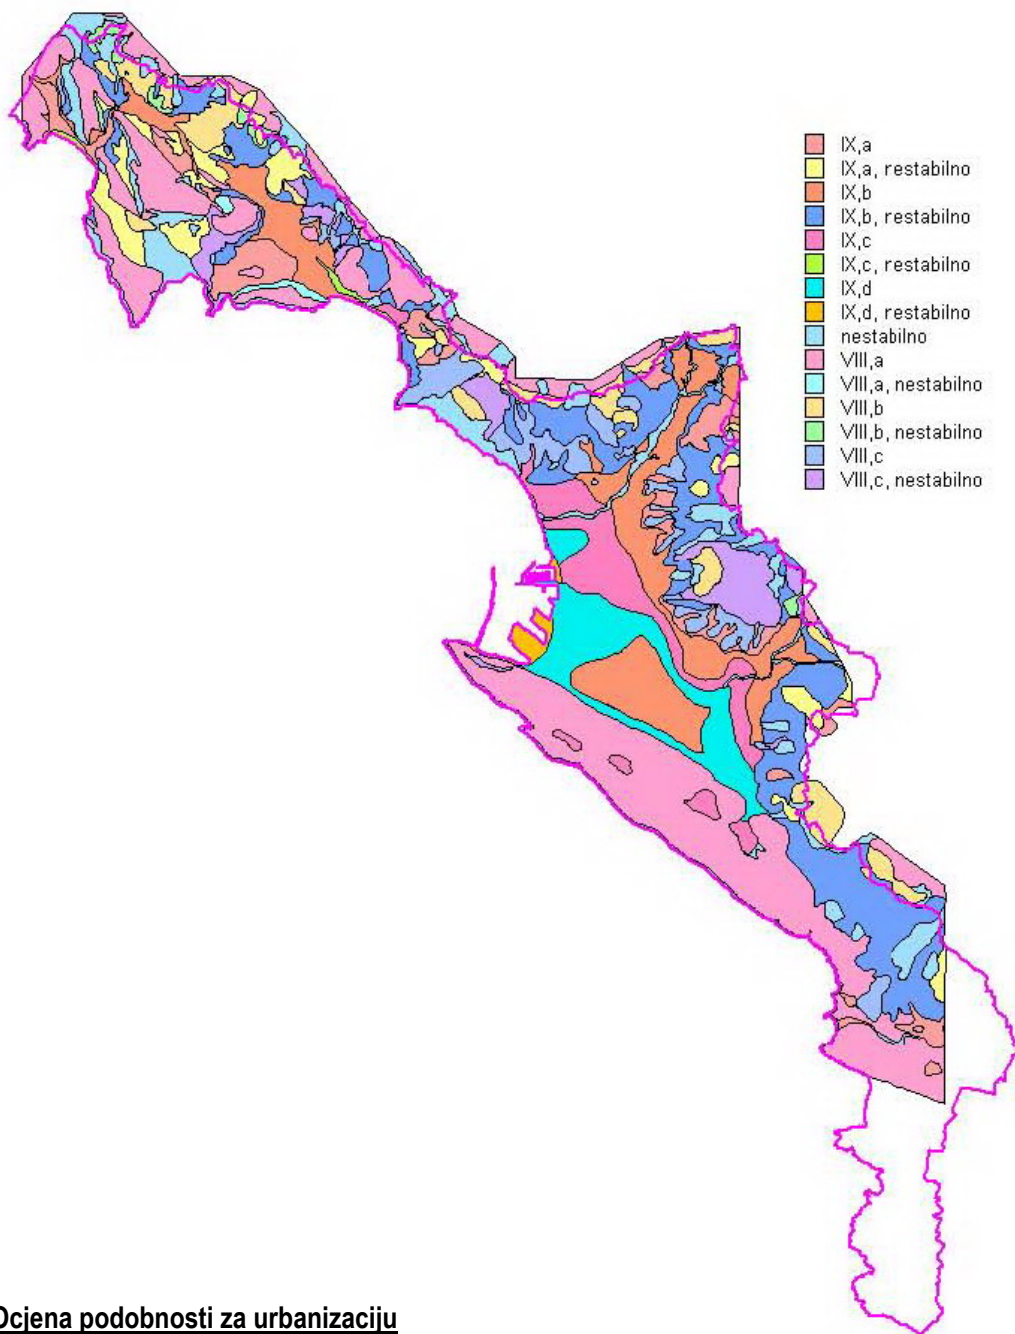 IX,a
IX,a, restabilno
IX,b
IX,b, restabilno
IX,c
IX,c, restabilno
IX,d
IX,d, restabilno
nestabilno
VIII,a
VIII,a, nestabilno
VIII,b
VIII,b, nestabilno
VIII,c
VIII,c, nestabilno
Ocjena podobnosti za urbanizaciju